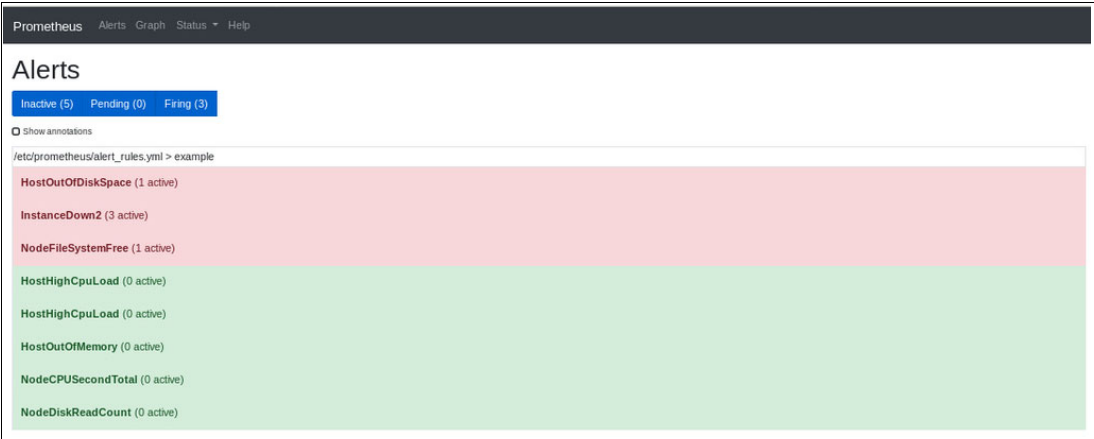 Prometheus Alerts Graph Status Help
Alerts
Inactive (5) Pending (0) Firing (3)
Show annotations
/etc/prometheus/alert_rules.yml > example
HostOutOfDiskSpace (1 active)
InstanceDown2 (3 active)
NodeFileSystemFree (1 active)
HostHighCpuLoad (0 active)
HostHighCpuLoad (0 active)
HostOutOfMemory (0 active)
NodeCPUSecondTotal (0 active)
NodeDiskReadCount (0 active)